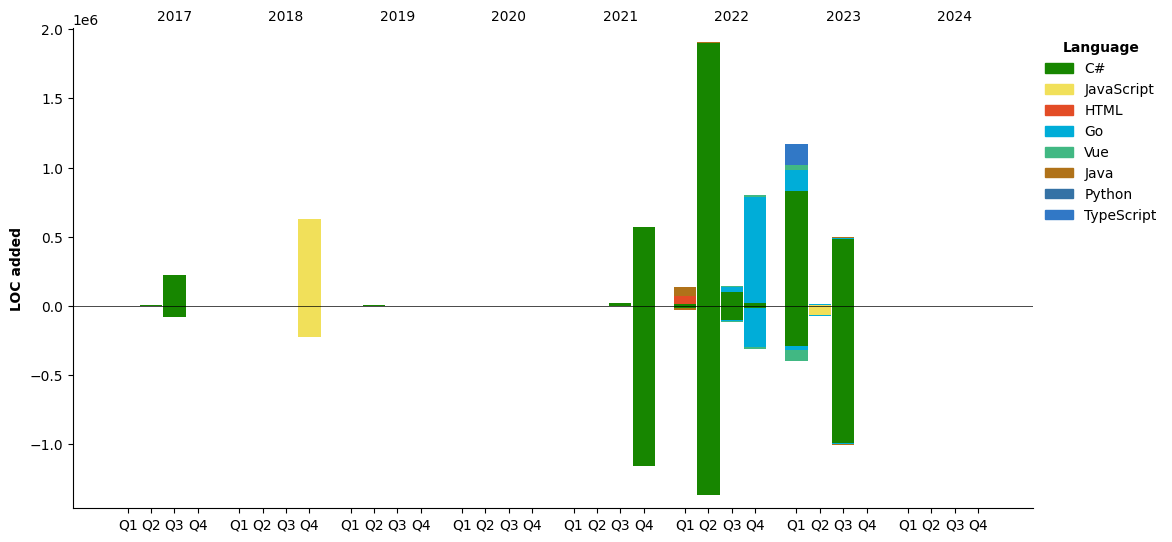 2017 2018 2019 2020 2021 2022 2023 2024
1e6
2.0
1.5
1.0
0.5
0.0
−0.5
−1.0
LOC added
Q1 Q2 Q3 Q4 Q1 Q2 Q3 Q4 Q1 Q2 Q3 Q4 Q1 Q2 Q3 Q4 Q1 Q2 Q3 Q4 Q1 Q2 Q3 Q4 Q1 Q2 Q3 Q4 Q1 Q2 Q3 Q4
Language
C#
JavaScript
HTML
Go
Vue
Java
Python
TypeScript